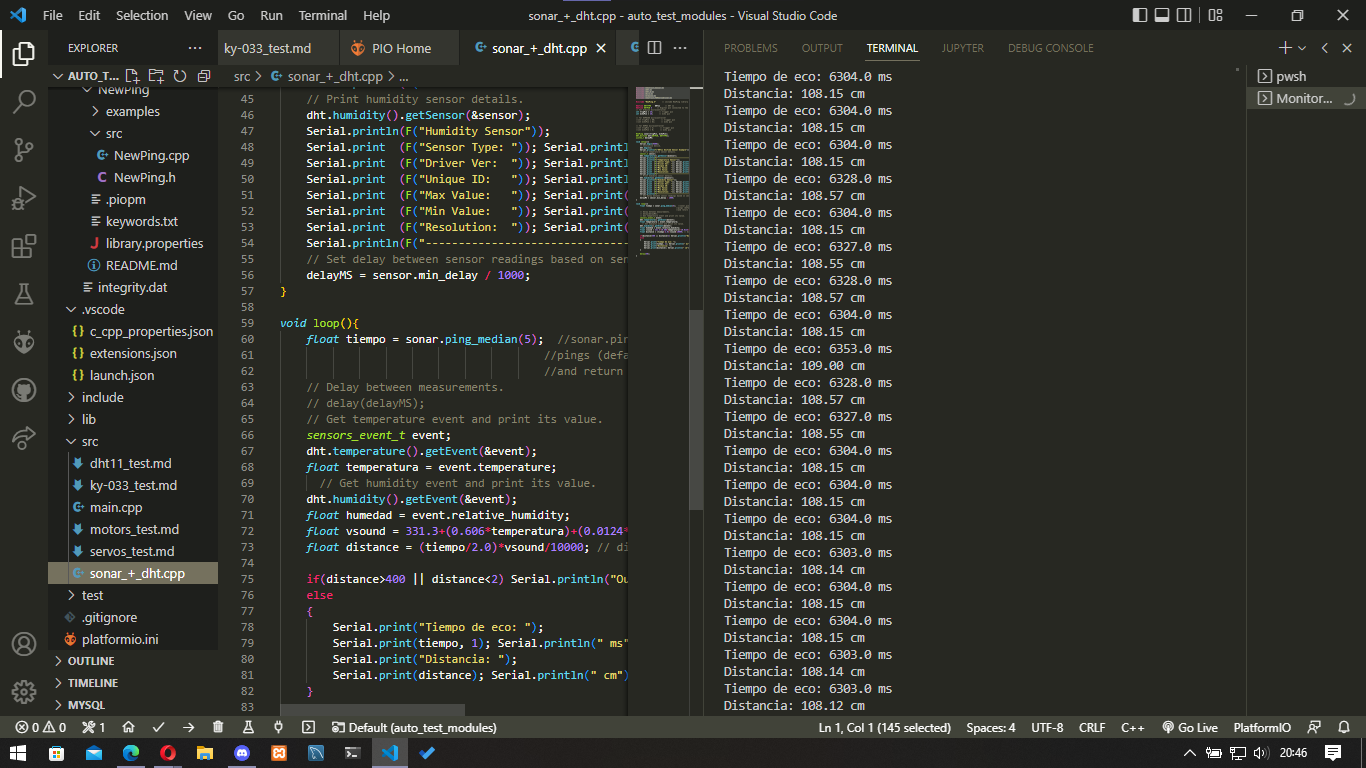 File Edit Selection View Go Run Terminal Help
sonar_+_dht.cpp - auto_test_modules - Visual Studio Code
EXPLORER
AUTO_T...
NewPing
examples
src
NewPing.cpp
NewPing.h
.piopm
keywords.txt
library.properties
README.md
integrity.dat
.vscode
c_cpp_properties.json
extensions.json
launch.json
include
lib
src
dht11_test.md
ky-033_test.md
main.cpp
motors_test.md
servos_test.md
sonar_+_dht.cpp
test
.gitignore
platformio.ini
OUTLINE
TIMELINE
MYSQL
ky-033_test.md PIO Home sonar_+_dht.cpp
src > sonar_+_dht.cpp > ...
45 // Print humidity sensor details.
46 dht.humidity().getSensor(&sensor);
47 Serial.println(F("Humidity Sensor"));
48 Serial.print  (F("Sensor Type: ")); Serial.printl
49 Serial.print  (F("Driver Ver:  ")); Serial.printl
50 Serial.print  (F("Unique ID:   ")); Serial.printl
51 Serial.print  (F("Max Value:   ")); Serial.print(
52 Serial.print  (F("Min Value:   ")); Serial.print(
53 Serial.print  (F("Resolution:  ")); Serial.print(
54 Serial.println(F("-------------------------------
55 // Set delay between sensor readings based on sen
56 delayMS = sensor.min_delay / 1000;
57 }
58
59 void loop(){
60 float tiempo = sonar.ping_median(5);  //sonar.pin
61 //pings (defa
62 //and return
63 // Delay between measurements.
64 // delay(delayMS);
65 // Get temperature event and print its value.
66 sensors_event_t event;
67 dht.temperature().getEvent(&event);
68 float temperatura = event.temperature;
69 // Get humidity event and print its value.
70 dht.humidity().getEvent(&event);
71 float humedad = event.relative_humidity;
72 float vsound = 331.3+(0.606*temperatura)+(0.0124*
73 float distance = (tiempo/2.0)*vsound/10000; // di
74
75 if(distance>400 || distance<2) Serial.println("Ou
76 else
77 {
78 Serial.print("Tiempo de eco: ");
79 Serial.print(tiempo, 1); Serial.println(" ms"
80 Serial.print("Distancia: ");
81 Serial.print(distance); Serial.println(" cm")
82 }
83
PROBLEMS OUTPUT TERMINAL JUPYTER DEBUG CONSOLE
Tiempo de eco: 6304.0 ms
Distancia: 108.15 cm
Tiempo de eco: 6304.0 ms
Distancia: 108.15 cm
Tiempo de eco: 6304.0 ms
Distancia: 108.15 cm
Tiempo de eco: 6328.0 ms
Distancia: 108.57 cm
Tiempo de eco: 6304.0 ms
Distancia: 108.15 cm
Tiempo de eco: 6327.0 ms
Distancia: 108.55 cm
Tiempo de eco: 6328.0 ms
Distancia: 108.57 cm
Tiempo de eco: 6304.0 ms
Distancia: 108.15 cm
Tiempo de eco: 6353.0 ms
Distancia: 109.00 cm
Tiempo de eco: 6328.0 ms
Distancia: 108.57 cm
Tiempo de eco: 6327.0 ms
Distancia: 108.55 cm
Tiempo de eco: 6304.0 ms
Distancia: 108.15 cm
Tiempo de eco: 6304.0 ms
Distancia: 108.15 cm
Tiempo de eco: 6304.0 ms
Distancia: 108.15 cm
Tiempo de eco: 6303.0 ms
Distancia: 108.14 cm
Tiempo de eco: 6304.0 ms
Distancia: 108.15 cm
Tiempo de eco: 6304.0 ms
Distancia: 108.15 cm
Tiempo de eco: 6303.0 ms
Distancia: 108.14 cm
Tiempo de eco: 6303.0 ms
Distancia: 108.12 cm
pwsh
Monitor...
0 0 1 Default (auto_test_modules)
Ln 1, Col 1 (145 selected) Spaces: 4 UTF-8 CRLF C++ Go Live PlatformIO
20:46